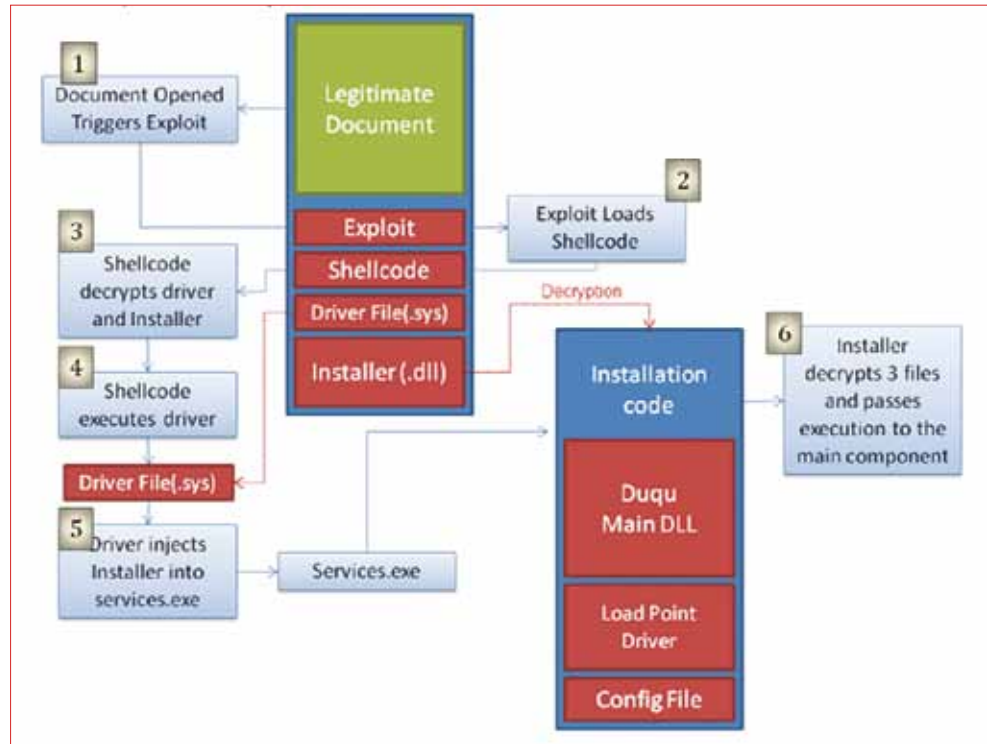 1
Document Opened
Triggers Exploit
Legitimate
Document
2
Exploit Loads
Shellcode
Exploit
3
Shellcode
decrypts driver
and Installer
Shellcode
Driver File(.sys)
Installer (.dll)
Decryption
4
Shellcode
executes driver
Driver File(.sys)
5
Driver injects
Installer into
services.exe
Services.exe
Installation
code
Duqu
Main DLL
Load Point
Driver
Config File
6
Installer
decrypts 3 files
and passes
execution to the
main component